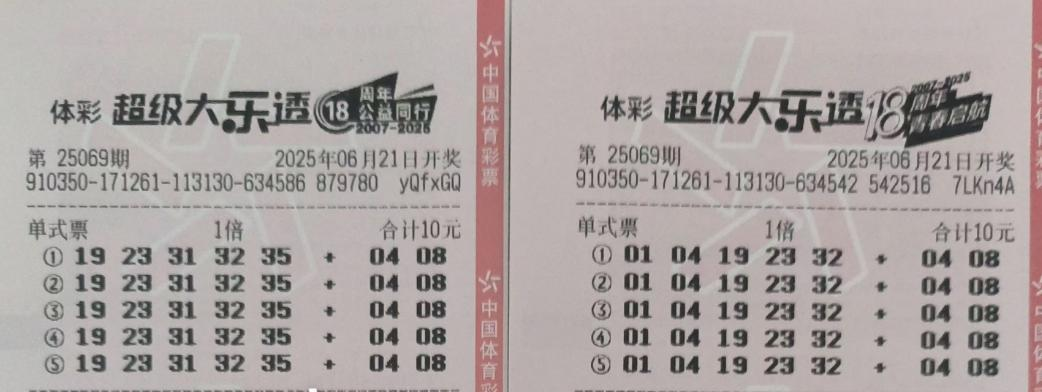 体彩 超级大乐透 18 周年 公益同行 2007-2025
第 25069期 2025年06月21日开奖
910350-171261-113130-634586 879780 yQfxGQ
单式票 1倍 合计10元
① 19 23 31 32 35 + 04 08
② 19 23 31 32 35 + 04 08
③ 19 23 31 32 35 + 04 08
④ 19 23 31 32 35 + 04 08
⑤ 19 23 31 32 35 + 04 08
中国体育彩票
中国体育彩
体彩 超级大乐透 18 2007-2025 周年 青春启航
第 25069期 2025年06月21日开奖
910350-171261-113130-634542 542516 7LKn4A
单式票 1倍 合计10元
① 01 04 19 23 32 + 04 08
② 01 04 19 23 32 + 04 08
③ 01 04 19 23 32 + 04 08
④ 01 04 19 23 32 + 04 08
⑤ 01 04 19 23 32 + 04 08